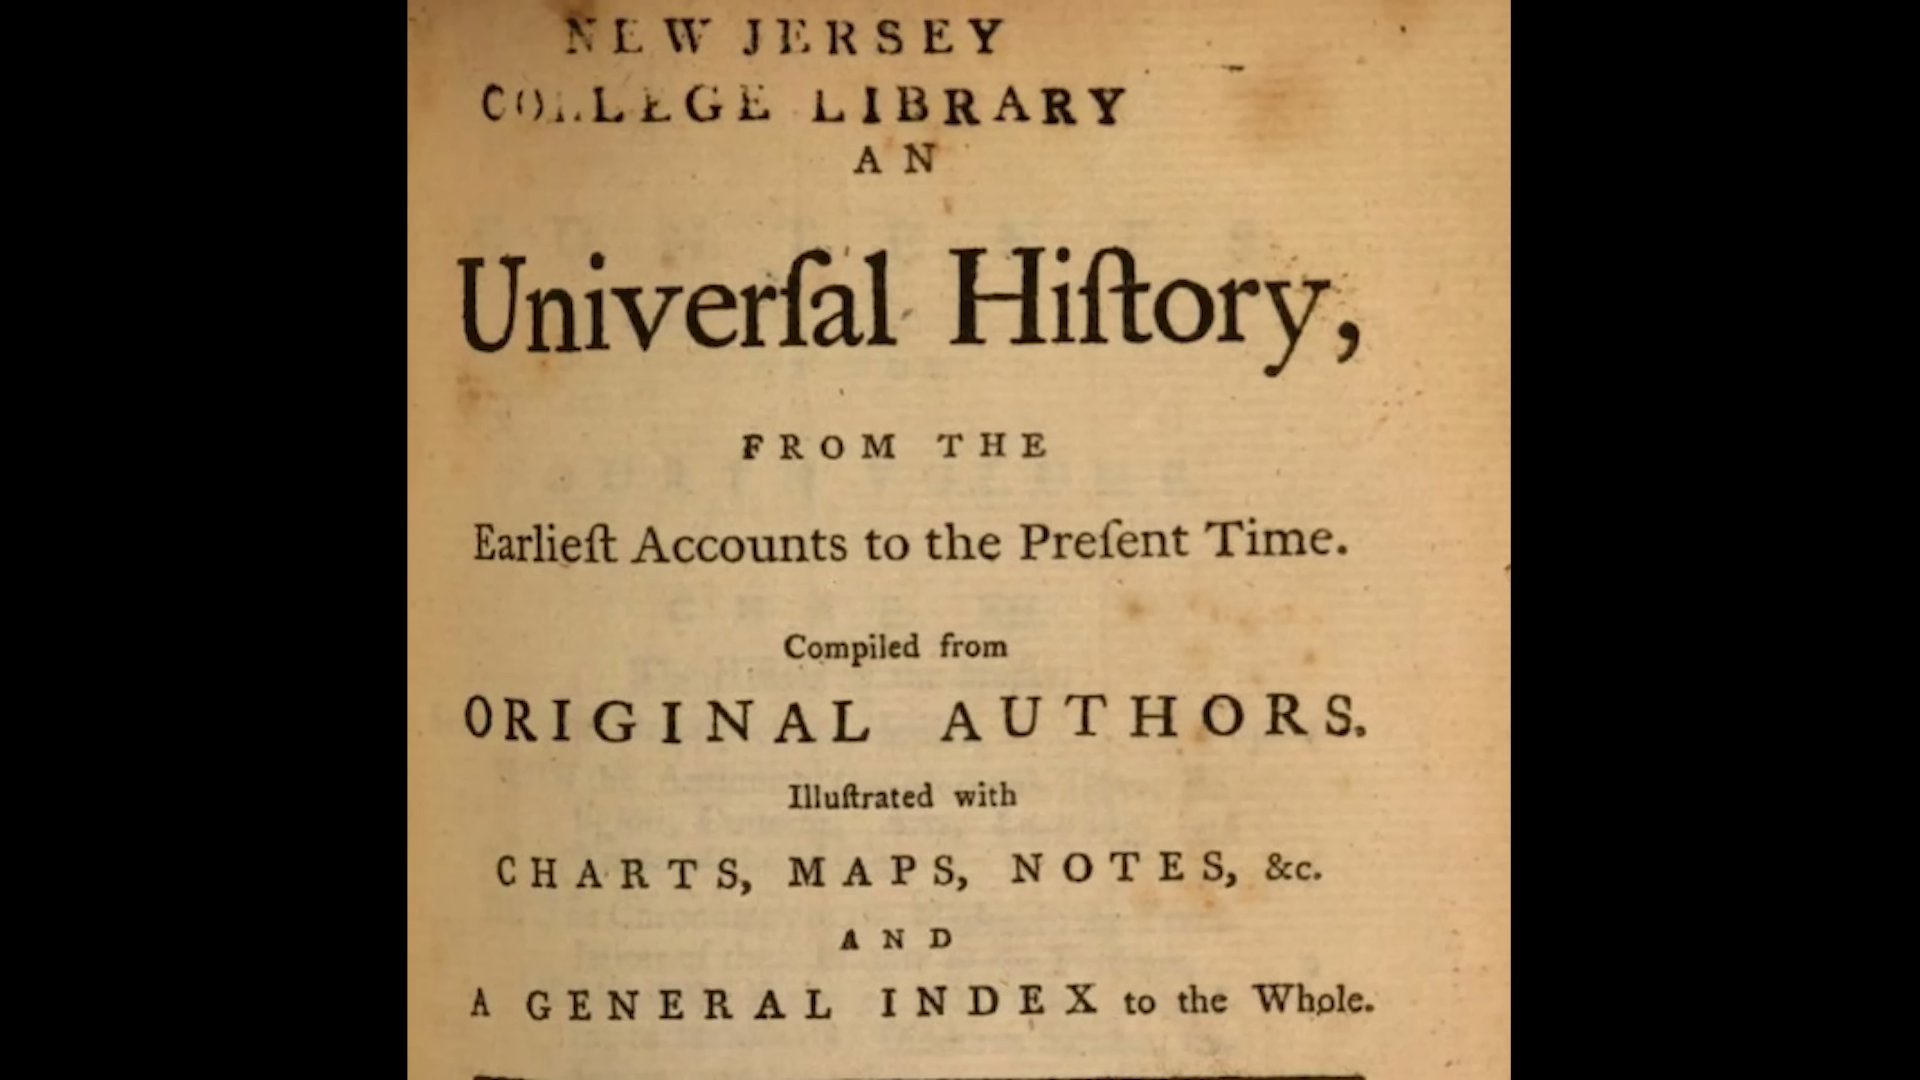 NEW JERSEY
COLLEGE LIBRARY
AN
Univerſal Hiſtory,
FROM THE
Earlieſt Accounts to the Preſent Time.
Compiled from
ORIGINAL AUTHORS.
Illuſtrated with
CHARTS, MAPS, NOTES, &c.
AND
A GENERAL INDEX to the Whole.